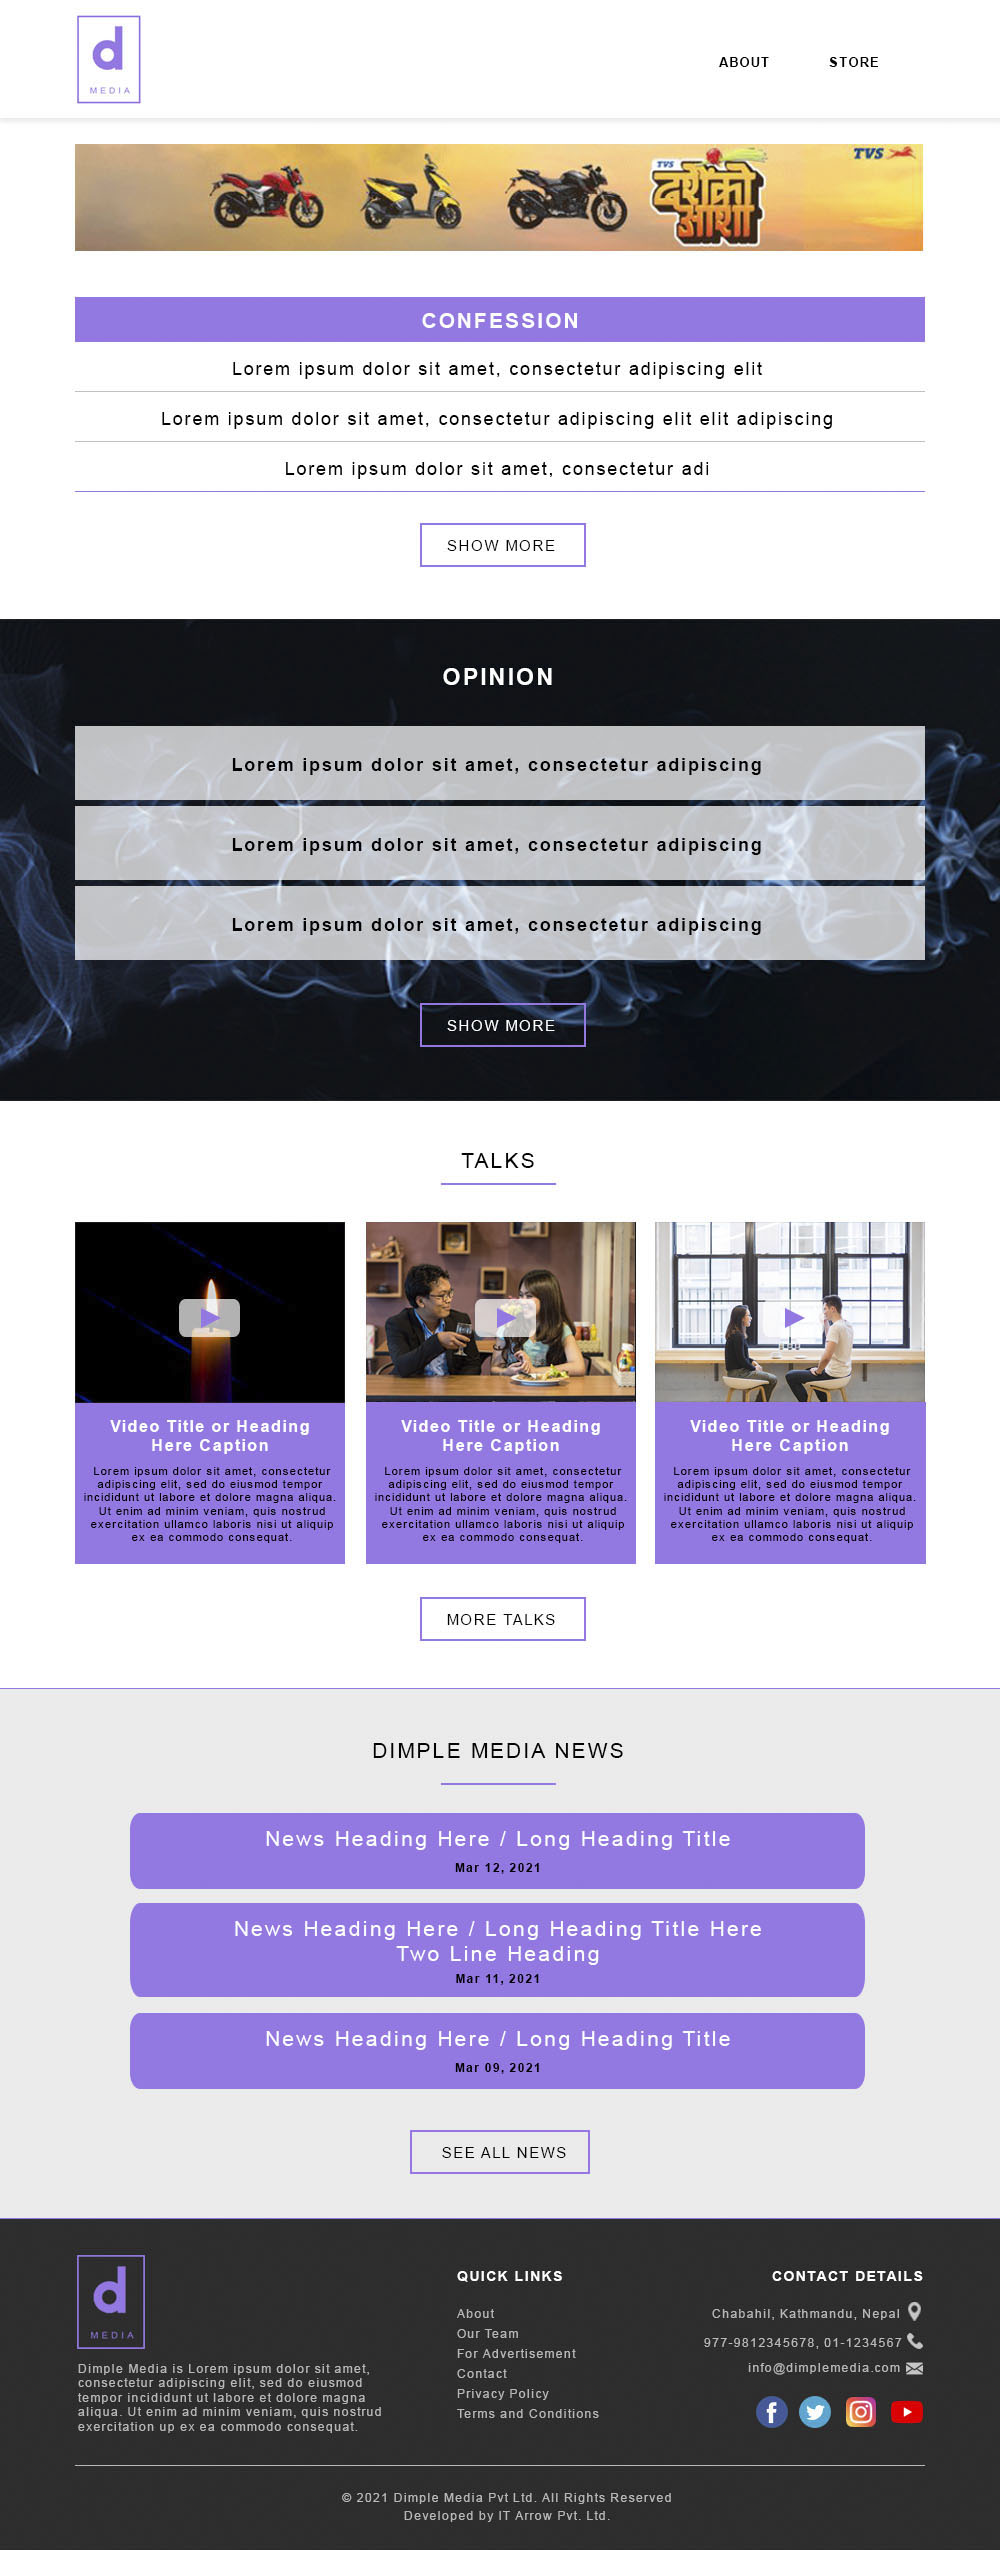 d
MEDIA
ABOUT STORE
TVS दशैंको आशा TVS
CONFESSION
Lorem ipsum dolor sit amet, consectetur adipiscing elit
Lorem ipsum dolor sit amet, consectetur adipiscing elit elit adipiscing
Lorem ipsum dolor sit amet, consectetur adi
SHOW MORE
OPINION
Lorem ipsum dolor sit amet, consectetur adipiscing
Lorem ipsum dolor sit amet, consectetur adipiscing
Lorem ipsum dolor sit amet, consectetur adipiscing
SHOW MORE
TALKS
Video Title or Heading
Here Caption
Lorem ipsum dolor sit amet, consectetur
adipiscing elit, sed do eiusmod tempor
incididunt ut labore et dolore magna aliqua.
Ut enim ad minim veniam, quis nostrud
exercitation ullamco laboris nisi ut aliquip
ex ea commodo consequat.
Video Title or Heading
Here Caption
Lorem ipsum dolor sit amet, consectetur
adipiscing elit, sed do eiusmod tempor
incididunt ut labore et dolore magna aliqua.
Ut enim ad minim veniam, quis nostrud
exercitation ullamco laboris nisi ut aliquip
ex ea commodo consequat.
Video Title or Heading
Here Caption
Lorem ipsum dolor sit amet, consectetur
adipiscing elit, sed do eiusmod tempor
incididunt ut labore et dolore magna aliqua.
Ut enim ad minim veniam, quis nostrud
exercitation ullamco laboris nisi ut aliquip
ex ea commodo consequat.
MORE TALKS
DIMPLE MEDIA NEWS
News Heading Here / Long Heading Title
Mar 12, 2021
News Heading Here / Long Heading Title Here
Two Line Heading
Mar 11, 2021
News Heading Here / Long Heading Title
Mar 09, 2021
SEE ALL NEWS
d
MEDIA
Dimple Media is Lorem ipsum dolor sit amet,
consectetur adipiscing elit, sed do eiusmod
tempor incididunt ut labore et dolore magna
aliqua. Ut enim ad minim veniam, quis nostrud
exercitation up ex ea commodo consequat.
QUICK LINKS
About
Our Team
For Advertisement
Contact
Privacy Policy
Terms and Conditions
CONTACT DETAILS
Chabahil, Kathmandu, Nepal
977-9812345678, 01-1234567
info@dimplemedia.com
© 2021 Dimple Media Pvt Ltd. All Rights Reserved
Developed by IT Arrow Pvt. Ltd.